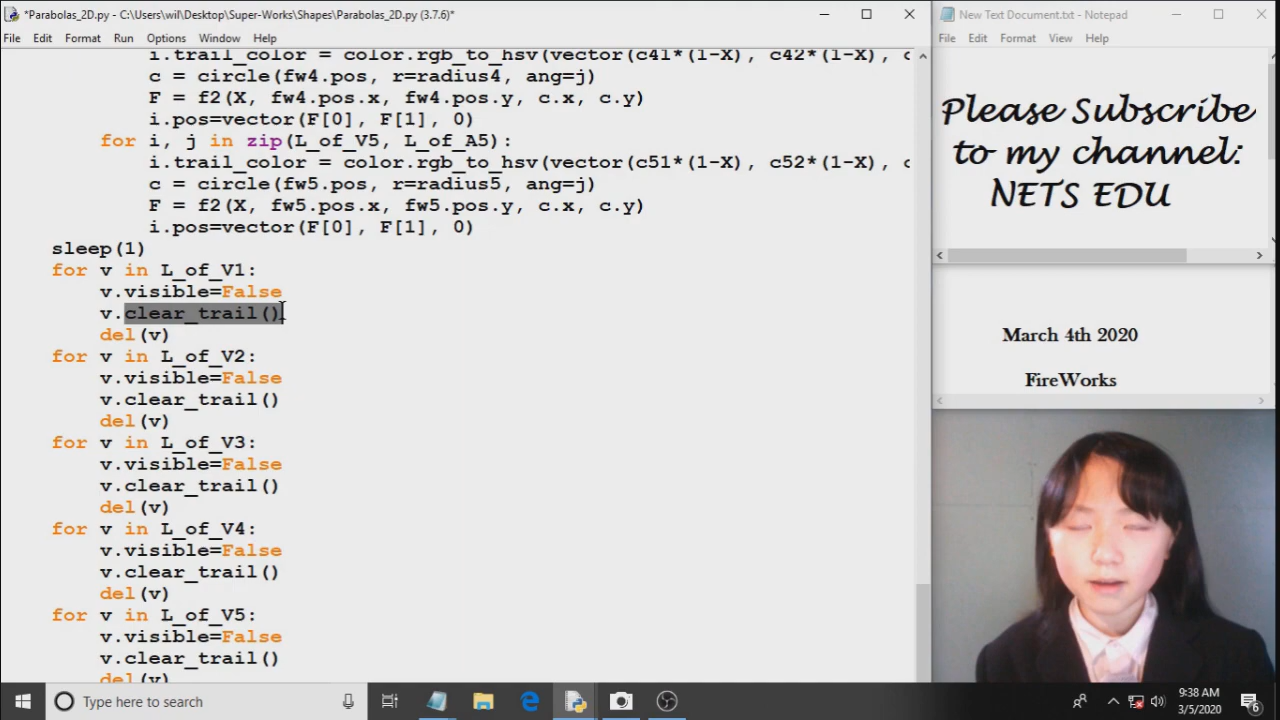 *Parabolas_2D.py - C:\Users\wil\Desktop\Super-Works\Shapes\Parabolas_2D.py (3.7.6)*
File Edit Format Run Options Window Help
i.trail_color = color.rgb_to_hsv(vector(c41*(1-X), c42*(1-X), c
c = circle(fw4.pos, r=radius4, ang=j)
F = f2(X, fw4.pos.x, fw4.pos.y, c.x, c.y)
i.pos=vector(F[0], F[1], 0)
for i, j in zip(L_of_V5, L_of_A5):
i.trail_color = color.rgb_to_hsv(vector(c51*(1-X), c52*(1-X), c
c = circle(fw5.pos, r=radius5, ang=j)
F = f2(X, fw5.pos.x, fw5.pos.y, c.x, c.y)
i.pos=vector(F[0], F[1], 0)
sleep(1)
for v in L_of_V1:
v.visible=False
v.clear_trail()
del(v)
for v in L_of_V2:
v.visible=False
v.clear_trail()
del(v)
for v in L_of_V3:
v.visible=False
v.clear_trail()
del(v)
for v in L_of_V4:
v.visible=False
v.clear_trail()
del(v)
for v in L_of_V5:
v.visible=False
v.clear_trail()
del(v)
New Text Document.txt - Notepad
File Edit Format View Help
Please Subscribe
to my channel:
NETS EDU
March 4th 2020
FireWorks
Type here to search
9:38 AM
3/5/2020
6